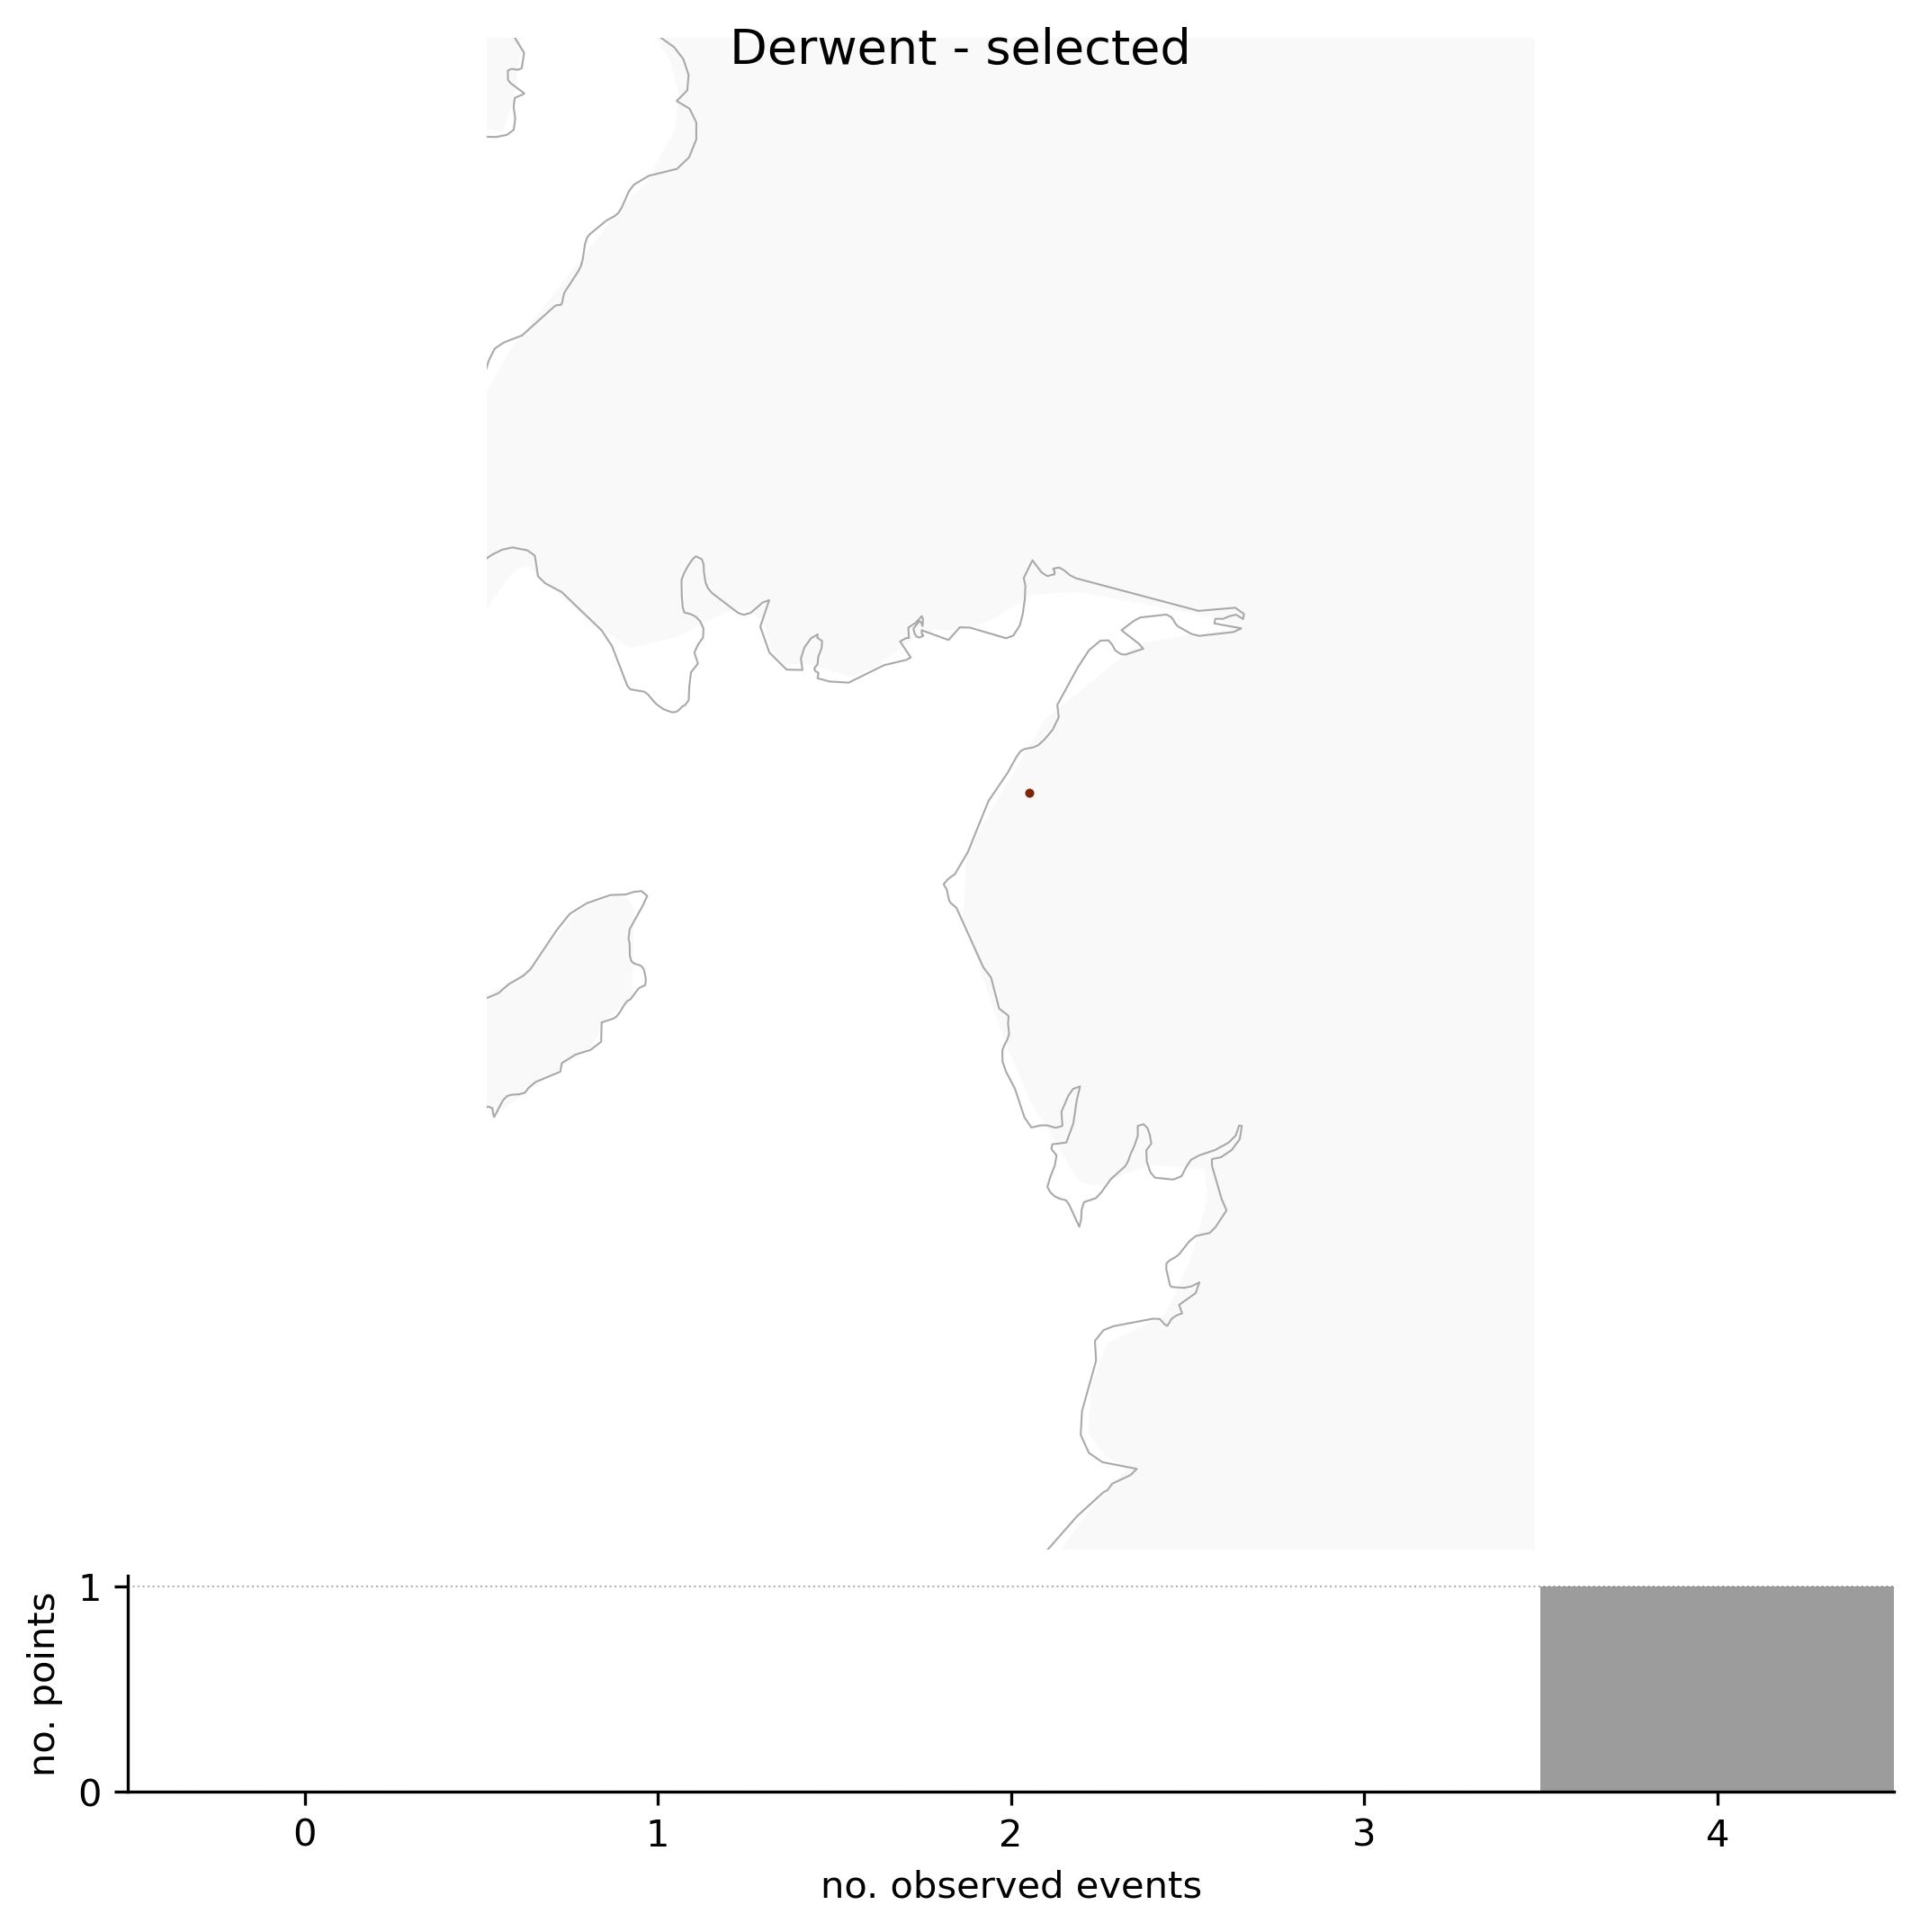 Derwent - selected
no. points
1
0
0 1 2 3 4
no. observed events